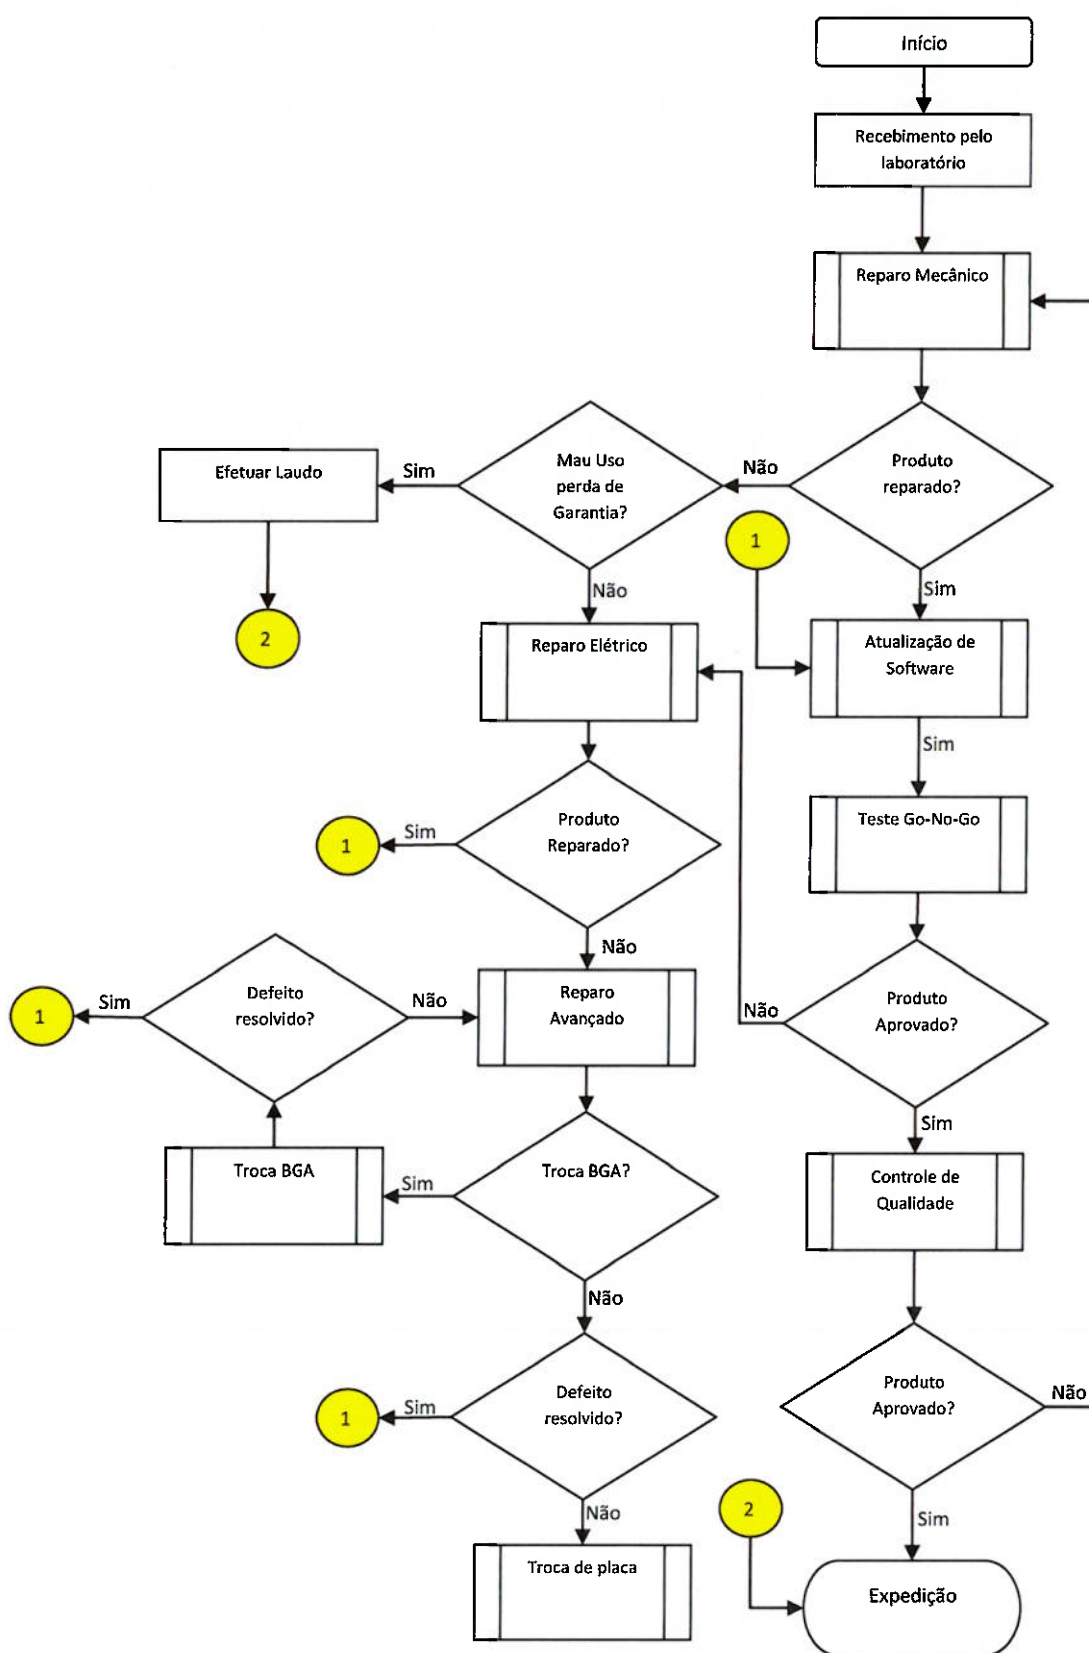 Início
Recebimento pelo
laboratório
Reparo Mecânico
Produto
reparado?
Não
Mau Uso
perda de
Garantia?
Sim
Efetuar Laudo
2
Não
Reparo Elétrico
1
Sim
Atualização de
Software
Sim
Teste Go-No-Go
Produto
Reparado?
Sim
1
Não
Reparo
Avançado
Não
Defeito
resolvido?
Sim
1
Produto
Aprovado?
Não
Sim
Troca BGA
Sim
Troca BGA?
Controle de
Qualidade
Não
Defeito
resolvido?
Sim
1
Produto
Aprovado?
Não
Não
Troca de placa
2
Sim
Expedição